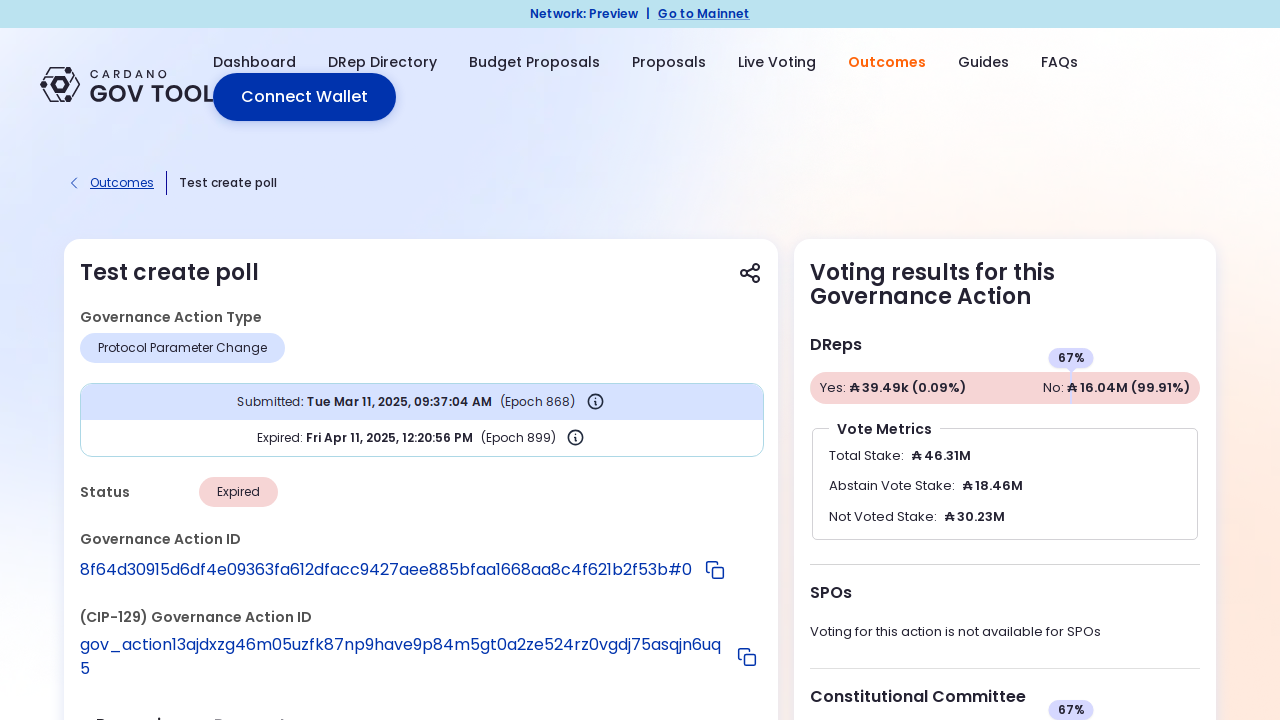 Network: Preview | Go to Mainnet
Dashboard DRep Directory Budget Proposals Proposals Live Voting Outcomes Guides FAQs
CARDANO
GOV TOOL
Connect Wallet
Outcomes Test create poll
Test create poll
Governance Action Type
Protocol Parameter Change
Submitted: Tue Mar 11, 2025, 09:37:04 AM (Epoch 868)
Expired: Fri Apr 11, 2025, 12:20:56 PM (Epoch 899)
Status Expired
Governance Action ID
8f64d30915d6df4e09363fa612dfacc9427aee885bfaa1668aa8c4f621b2f53b#0
(CIP-129) Governance Action ID
gov_action13ajdxzg46m05uzfk87np9have9p84m5gt0a2ze524rz0vgdj75asqjn6uq
5
Voting results for this
Governance Action
DReps
67%
Yes: ₳ 39.49k (0.09%) No: ₳ 16.04M (99.91%)
Vote Metrics
Total Stake: ₳ 46.31M
Abstain Vote Stake: ₳ 18.46M
Not Voted Stake: ₳ 30.23M
SPOs
Voting for this action is not available for SPOs
Constitutional Committee
67%